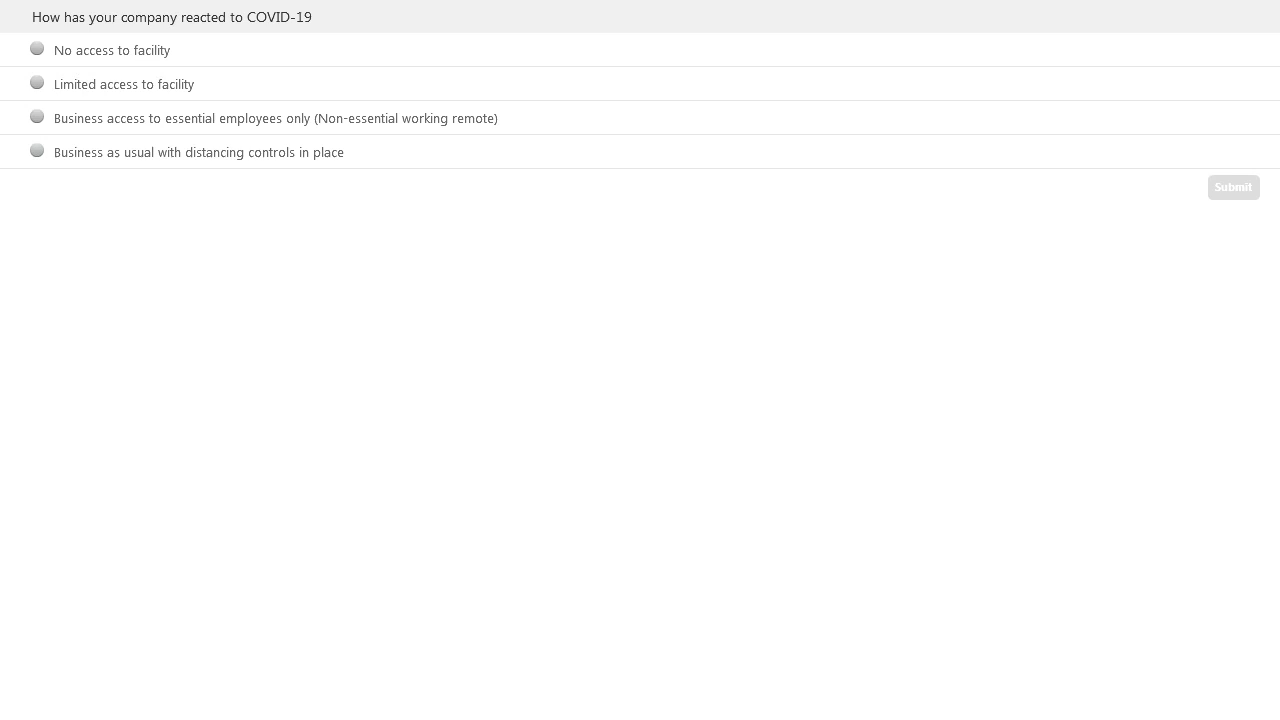 How has your company reacted to COVID-19
No access to facility
Limited access to facility
Business access to essential employees only (Non-essential working remote)
Business as usual with distancing controls in place
Submit